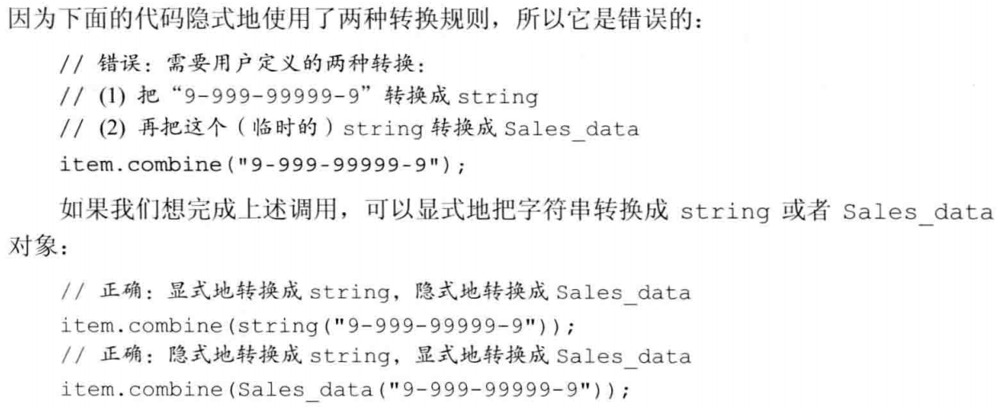 因为下面的代码隐式地使用了两种转换规则，所以它是错误的：
// 错误：需要用户定义的两种转换：
// (1) 把“9-999-99999-9”转换成 string
// (2) 再把这个（临时的）string 转换成 Sales_data
item.combine("9-999-99999-9");
如果我们想完成上述调用，可以显式地把字符串转换成 string 或者 Sales_data
对象：
// 正确：显式地转换成 string，隐式地转换成 Sales_data
item.combine(string("9-999-99999-9"));
// 正确：隐式地转换成 string，显式地转换成 Sales_data
item.combine(Sales_data("9-999-99999-9"));